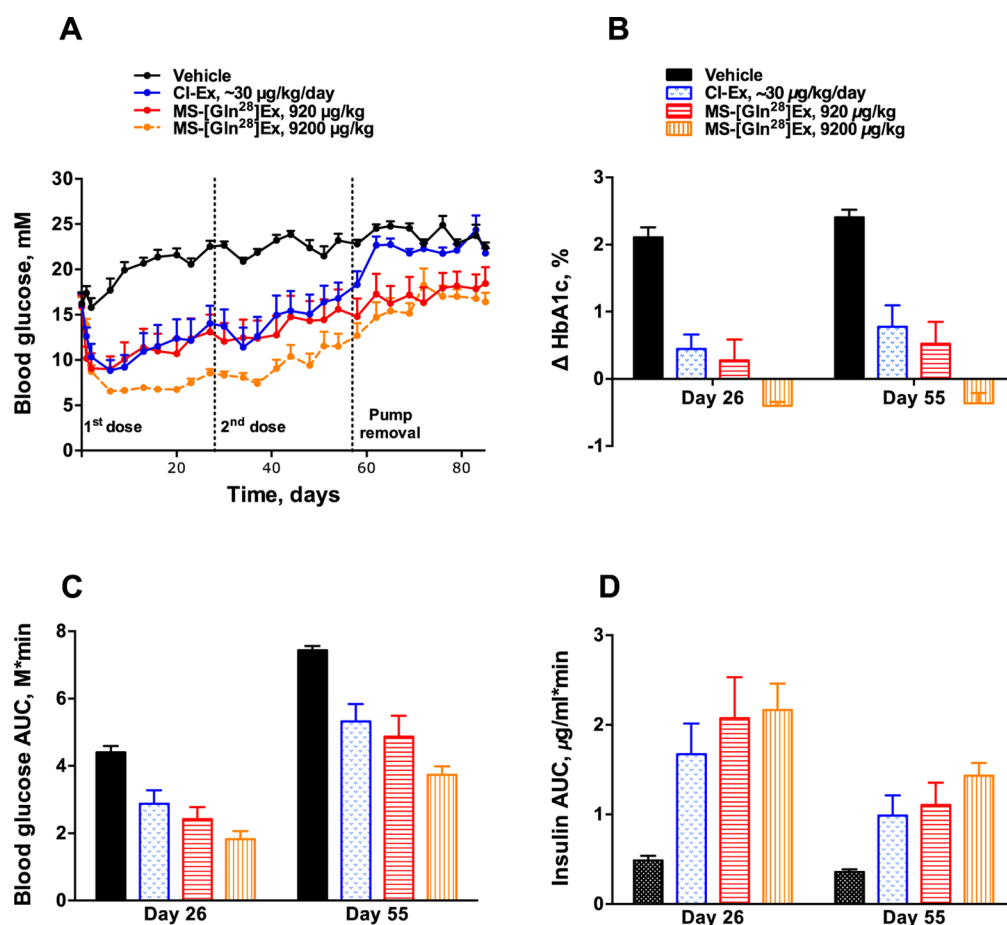 A
Vehicle
CI-Ex, ~30 µg/kg/day
MS-[Gln²⁸]Ex, 920 µg/kg
MS-[Gln²⁸]Ex, 9200 µg/kg
Blood glucose, mM
30
25
20
15
10
5
0
1st dose
2nd dose
Pump
removal
20
40
60
80
Time, days
B
Vehicle
CI-Ex, ~30 µg/kg/day
MS-[Gln²⁸]Ex, 920 µg/kg
MS-[Gln²⁸]Ex, 9200 µg/kg
Δ HbA1c, %
3
2
1
0
-1
Day 26
Day 55
C
Blood glucose AUC, M*min
8
6
4
2
0
Day 26
Day 55
D
Insulin AUC, µg/ml*min
3
2
1
0
Day 26
Day 55